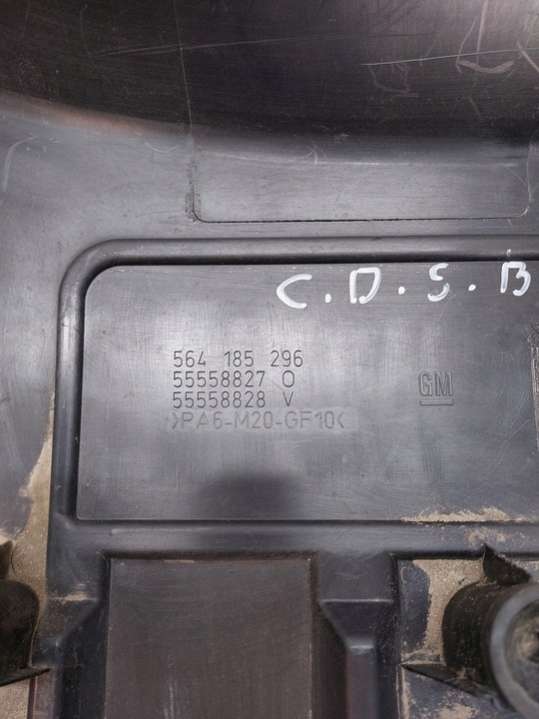 C.D.S.B
564 185 296
55558827 O
55558828 V
>PA6-M20-GF10<
GM